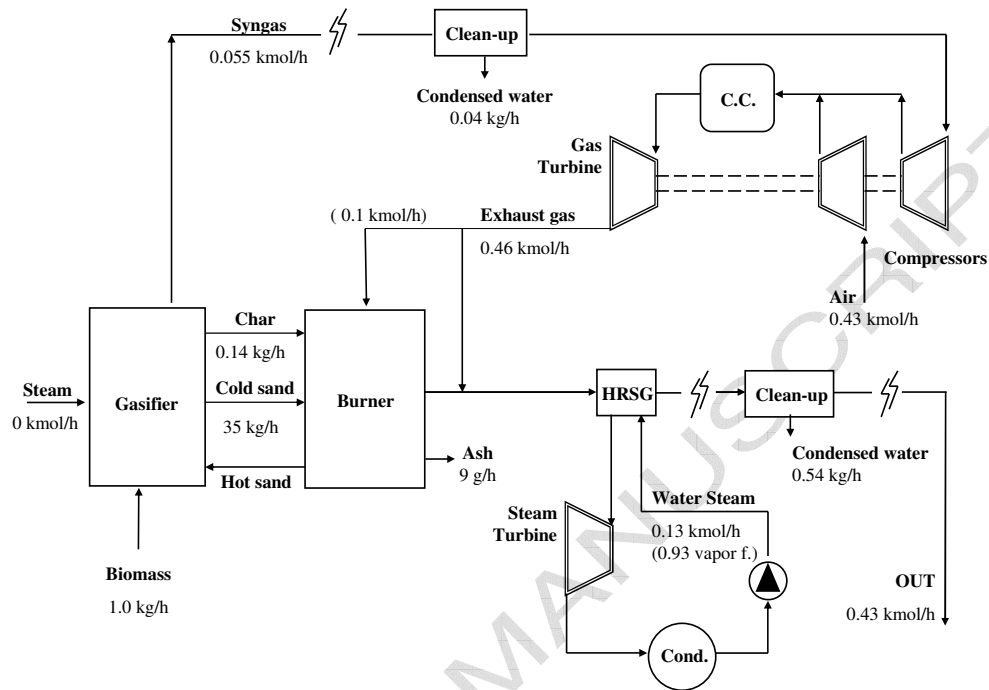 Syngas
0.055 kmol/h
Clean-up
Condensed water
0.04 kg/h
C.C.
Gas
Turbine
Compressors
Air
0.43 kmol/h
( 0.1 kmol/h)
Exhaust gas
0.46 kmol/h
Steam
0 kmol/h
Gasifier
Char
0.14 kg/h
Cold sand
35 kg/h
Hot sand
Burner
Ash
9 g/h
Biomass
1.0 kg/h
HRSG
Clean-up
Condensed water
0.54 kg/h
Steam
Turbine
Water Steam
0.13 kmol/h
(0.93 vapor f.)
Cond.
OUT
0.43 kmol/h
MANUSCRIPT